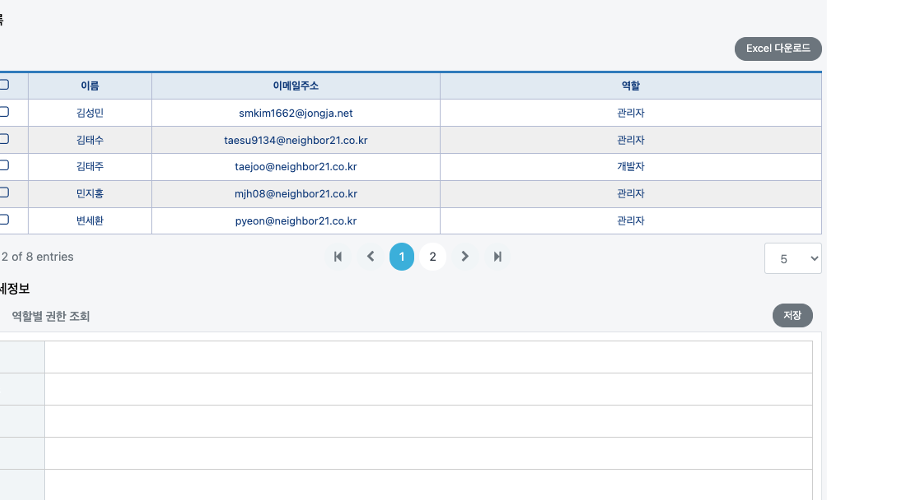 록
Excel 다운로드
이름 이메일주소 역할
김성민 smkim1662@jongja.net 관리자
김태수 taesu9134@neighbor21.co.kr 관리자
김태주 taejoo@neighbor21.co.kr 개발자
민지홍 mjh08@neighbor21.co.kr 관리자
변세환 pyeon@neighbor21.co.kr 관리자
2 of 8 entries 1 2 5
세정보
역할별 권한 조회 저장